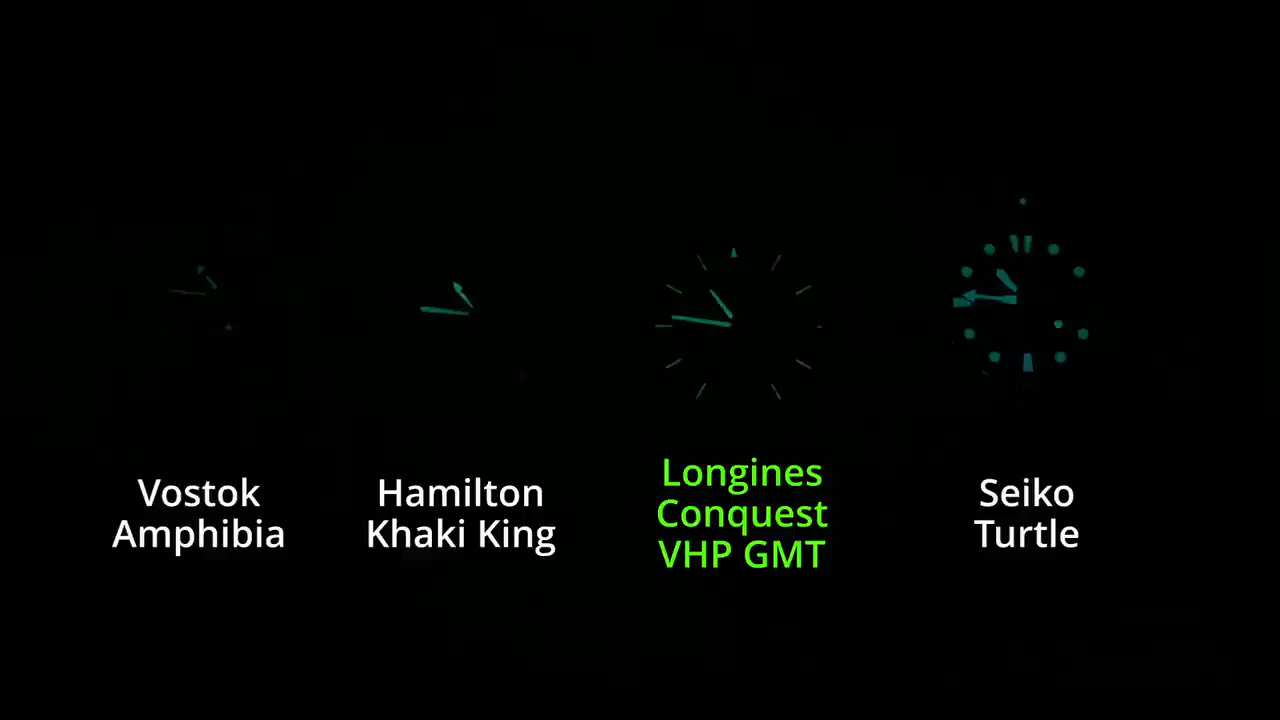 Vostok
Amphibia
Hamilton
Khaki King
Longines
Conquest
VHP GMT
Seiko
Turtle